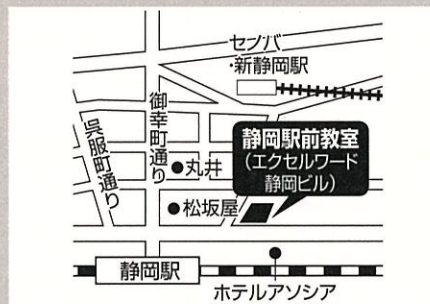 セノバ
・新静岡駅
御幸町通り
呉服町通り
静岡駅前教室
(エクセルワード
静岡ビル)
●丸井
●松坂屋
静岡駅
ホテルアソシア